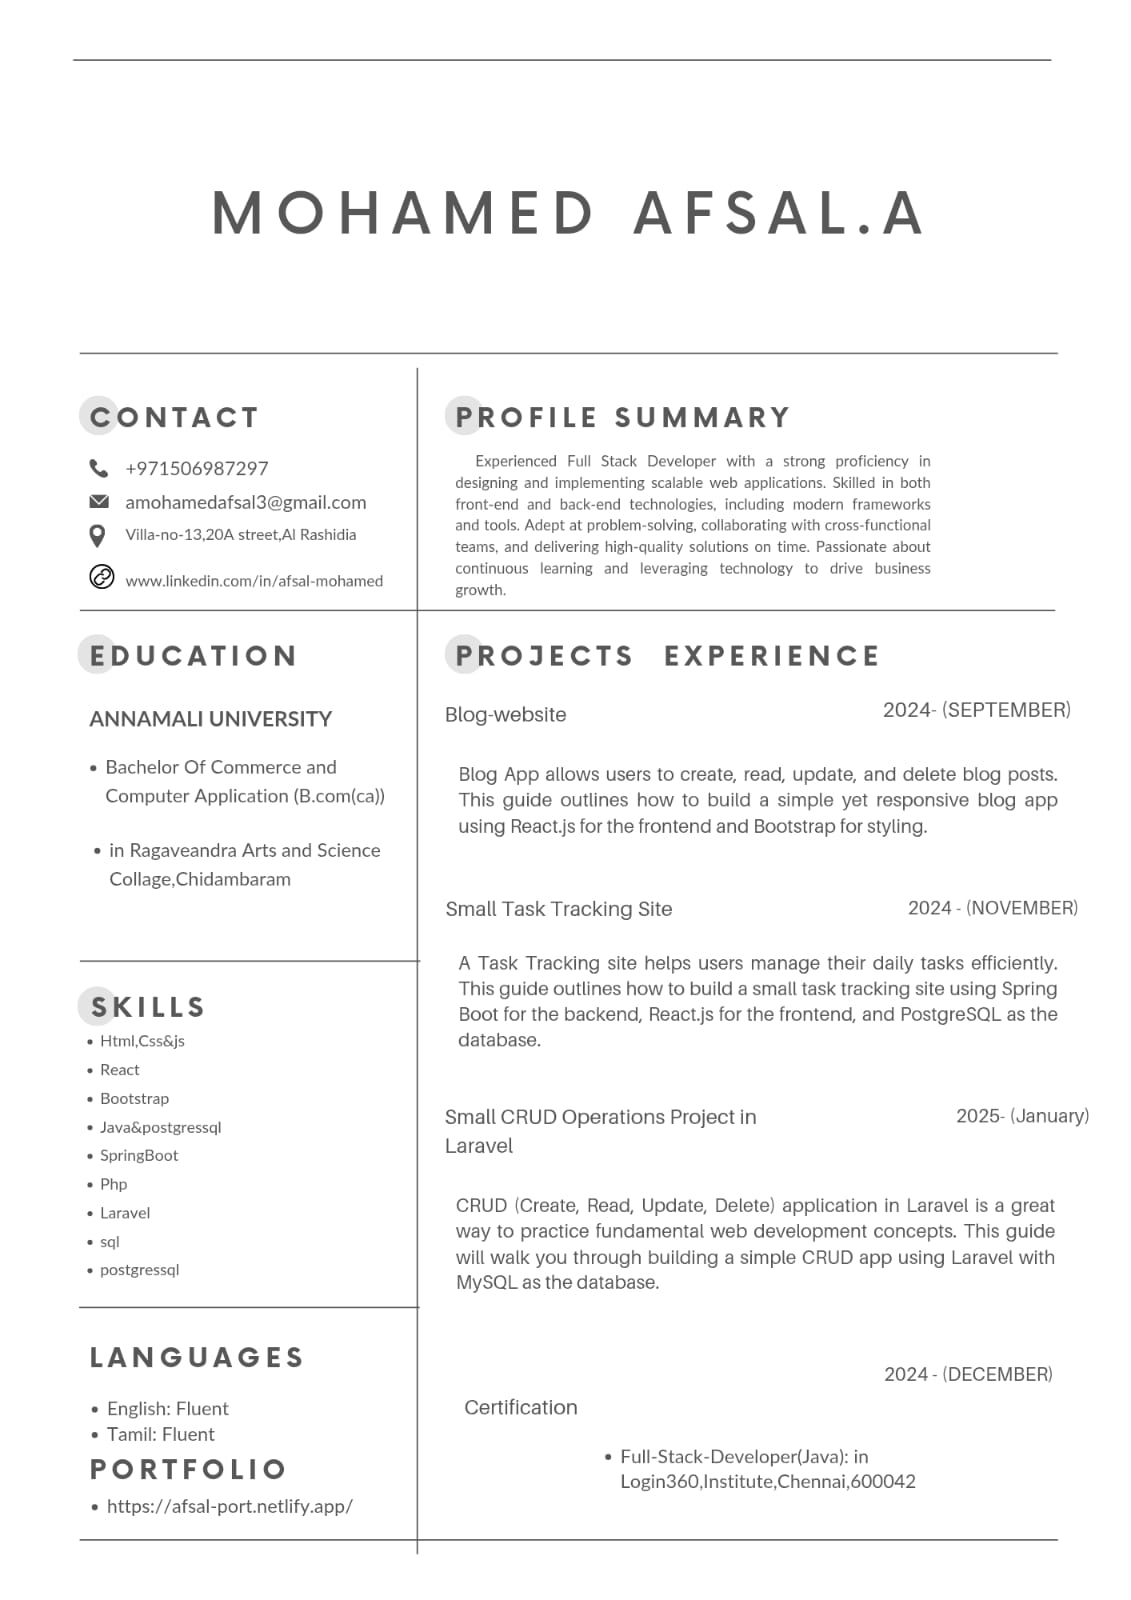 MOHAMED AFSAL.A
CONTACT
+971506987297
amohamedafsal3@gmail.com
Villa-no-13,20A street,Al Rashidia
www.linkedin.com/in/afsal-mohamed
PROFILE SUMMARY
Experienced Full Stack Developer with a strong proficiency in
designing and implementing scalable web applications. Skilled in both
front-end and back-end technologies, including modern frameworks
and tools. Adept at problem-solving, collaborating with cross-functional
teams, and delivering high-quality solutions on time. Passionate about
continuous learning and leveraging technology to drive business
growth.
EDUCATION
ANNAMALI UNIVERSITY
• Bachelor Of Commerce and
Computer Application (B.com(ca))
• in Ragaveandra Arts and Science
Collage,Chidambaram
SKILLS
• Html,Css&js
• React
• Bootstrap
• Java&postgressql
• SpringBoot
• Php
• Laravel
• sql
• postgressql
LANGUAGES
• English: Fluent
• Tamil: Fluent
PORTFOLIO
• https://afsal-port.netlify.app/
PROJECTS EXPERIENCE
Blog-website 2024- (SEPTEMBER)
Blog App allows users to create, read, update, and delete blog posts.
This guide outlines how to build a simple yet responsive blog app
using React.js for the frontend and Bootstrap for styling.
Small Task Tracking Site 2024 - (NOVEMBER)
A Task Tracking site helps users manage their daily tasks efficiently.
This guide outlines how to build a small task tracking site using Spring
Boot for the backend, React.js for the frontend, and PostgreSQL as the
database.
Small CRUD Operations Project in 2025- (January)
Laravel
CRUD (Create, Read, Update, Delete) application in Laravel is a great
way to practice fundamental web development concepts. This guide
will walk you through building a simple CRUD app using Laravel with
MySQL as the database.
2024 - (DECEMBER)
Certification
• Full-Stack-Developer(Java): in
Login360,Institute,Chennai,600042